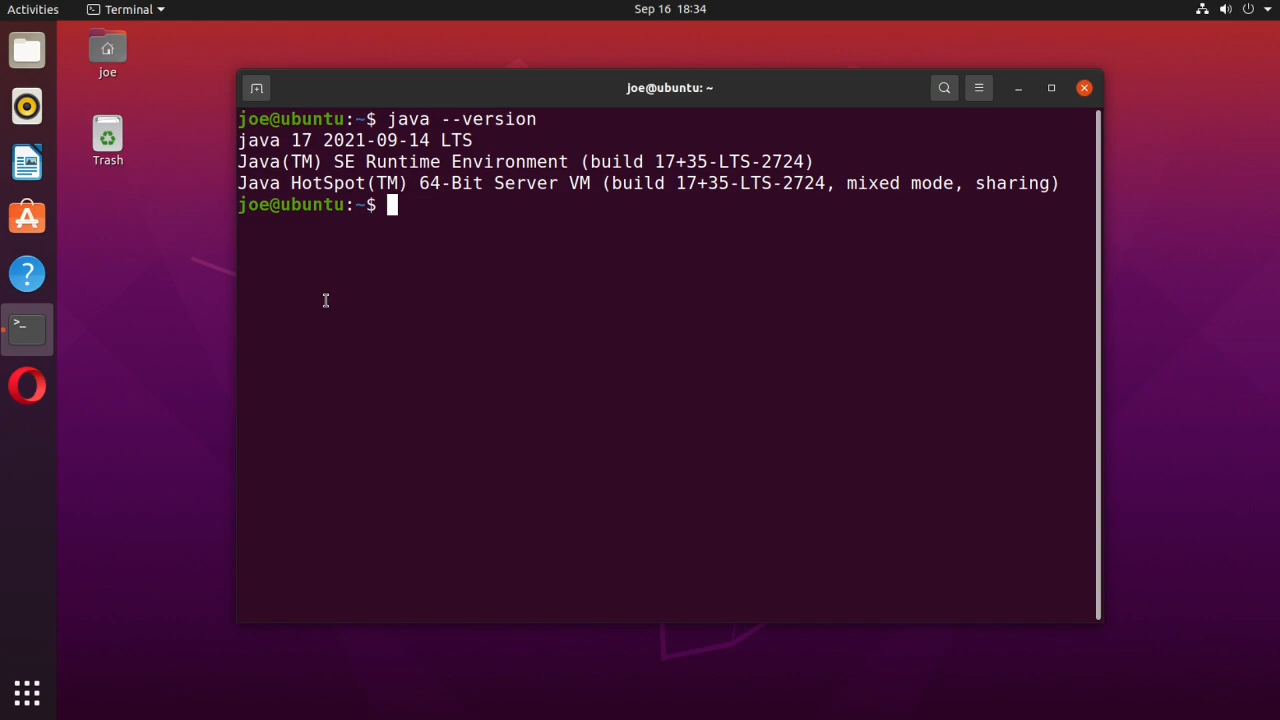 Activities Terminal Sep 16 18:34
joe
Trash
joe@ubuntu: ~
joe@ubuntu:~$ java --version
java 17 2021-09-14 LTS
Java(TM) SE Runtime Environment (build 17+35-LTS-2724)
Java HotSpot(TM) 64-Bit Server VM (build 17+35-LTS-2724, mixed mode, sharing)
joe@ubuntu:~$